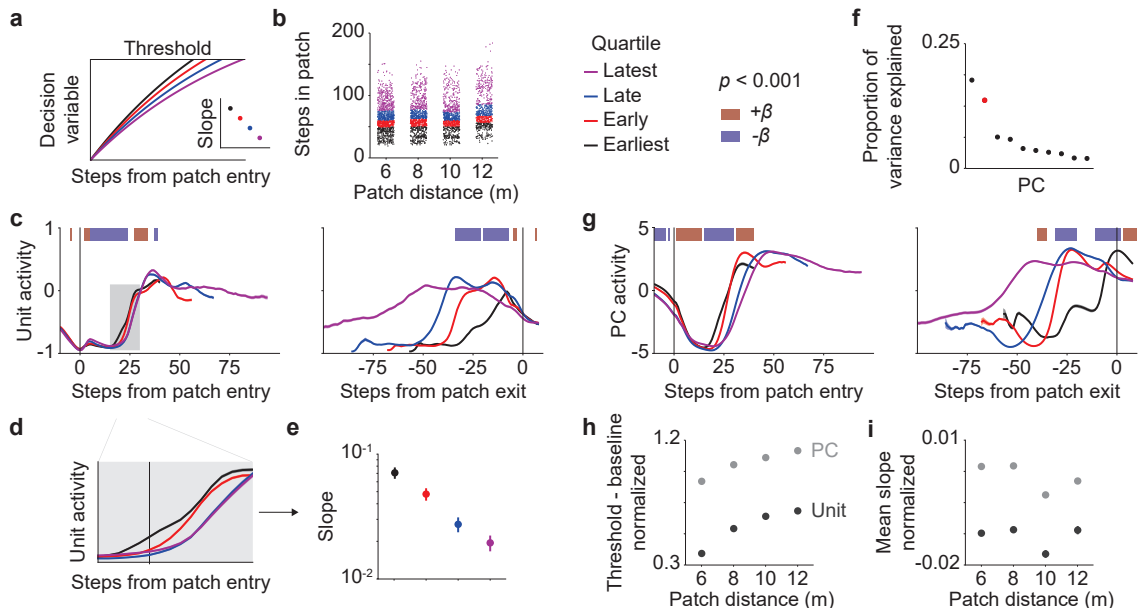 a
Threshold
Decision
variable
Slope
Steps from patch entry
b
Steps in patch
200
100
0
6 8 10 12
Patch distance (m)
Quartile
Latest
Late
Early
Earliest
p < 0.001
+β
-β
f
Proportion of
variance explained
0.25
0
PC
c
Unit activity
1
0
-1
0 25 50 75
Steps from patch entry
-75 -50 -25 0
Steps from patch exit
g
PC activity
5
0
-5
0 25 50 75
Steps from patch entry
-75 -50 -25 0
Steps from patch exit
d
Unit activity
Steps from patch entry
e
Slope
10-1
10-2
h
Threshold - baseline
normalized
1.2
0.3
PC
Unit
6 8 10 12
Patch distance (m)
i
Mean slope
normalized
0.01
-0.02
6 8 10 12
Patch distance (m)